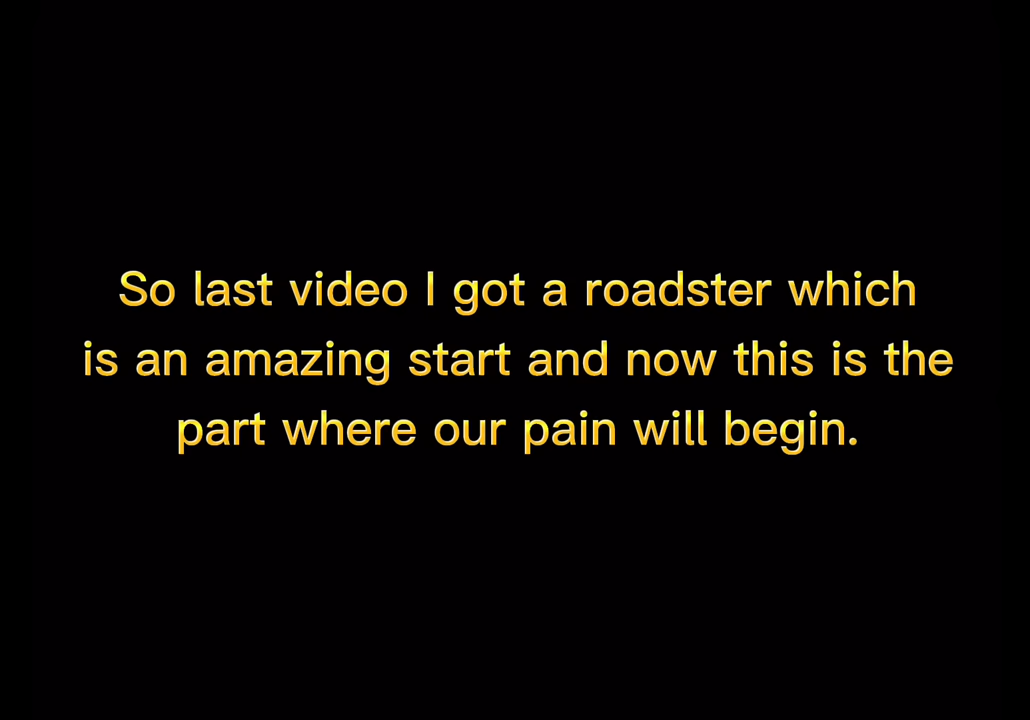 So last video I got a roadster which
is an amazing start and now this is the
part where our pain will begin.